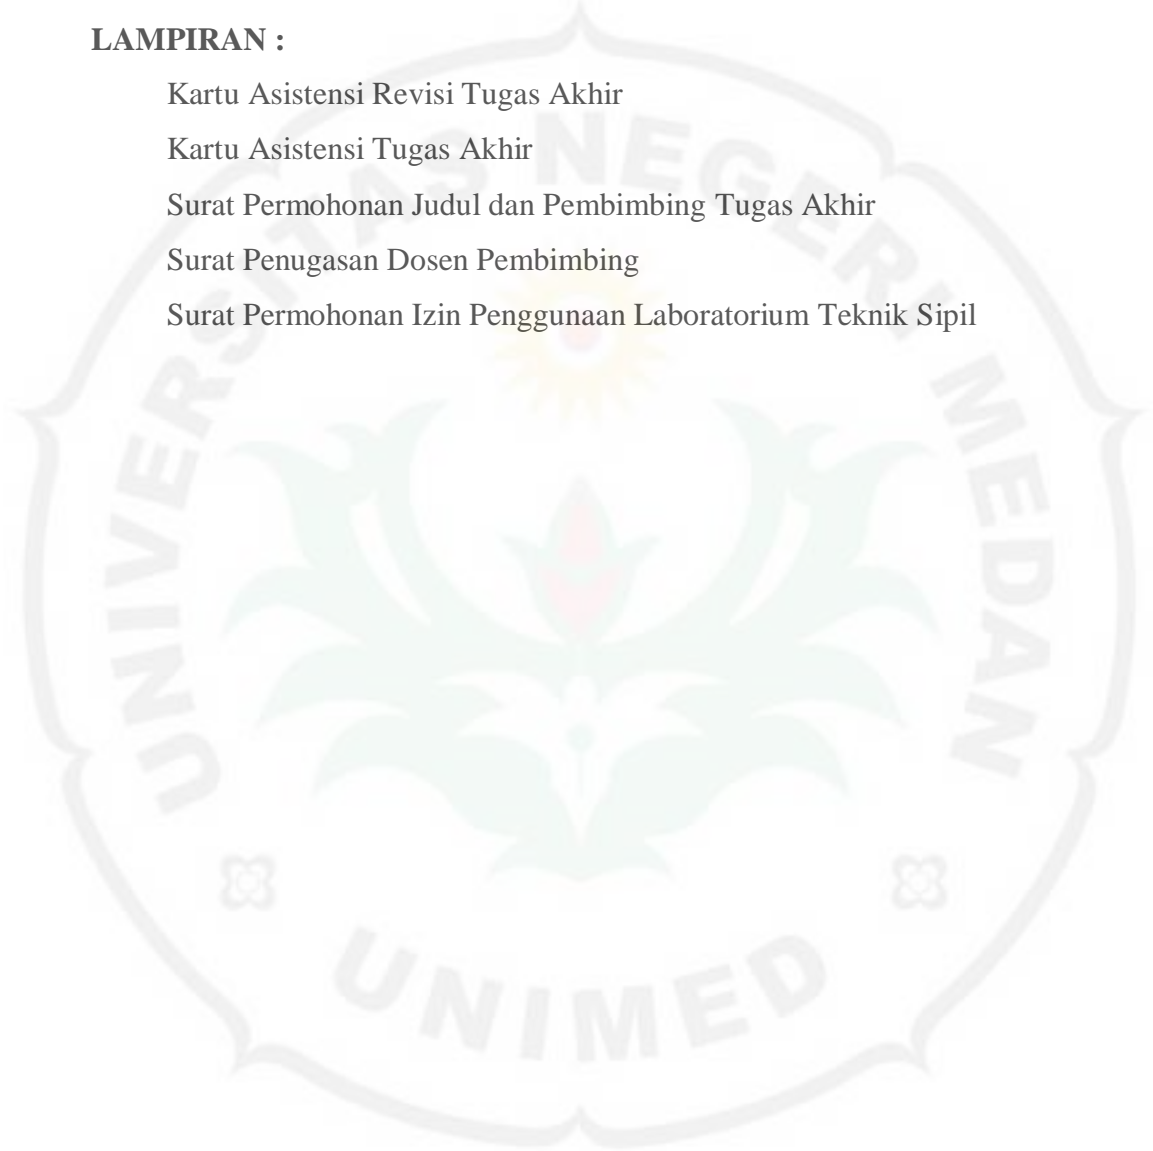 LAMPIRAN :
Kartu Asistensi Revisi Tugas Akhir
Kartu Asistensi Tugas Akhir
Surat Permohonan Judul dan Pembimbing Tugas Akhir
Surat Penugasan Dosen Pembimbing
Surat Permohonan Izin Penggunaan Laboratorium Teknik Sipil
UNIVERSITAS NEGERI MEDAN
UNIMED